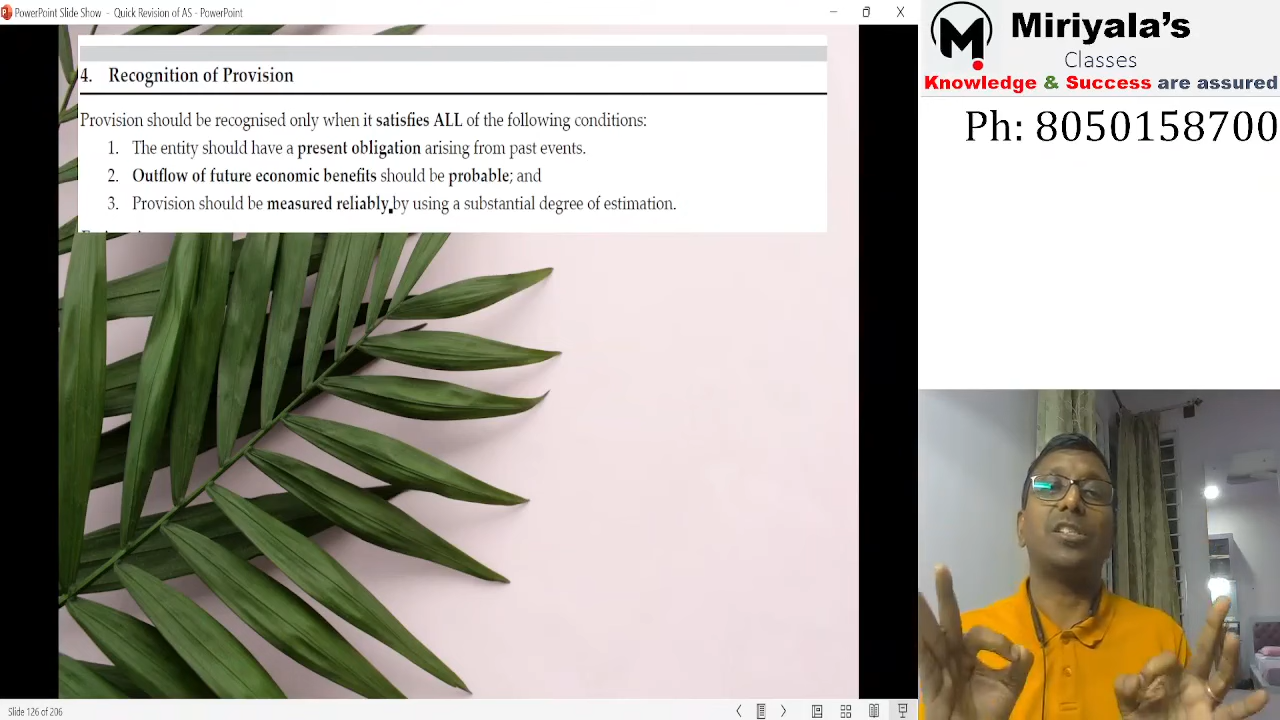 PowerPoint Slide Show - Quick Revision of AS - PowerPoint
4. Recognition of Provision
Provision should be recognised only when it satisfies ALL of the following conditions:
1. The entity should have a present obligation arising from past events.
2. Outflow of future economic benefits should be probable; and
3. Provision should be measured reliably by using a substantial degree of estimation.
Slide 126 of 206
M
Miriyala's
Classes
Knowledge & Success are assured
Ph: 8050158700